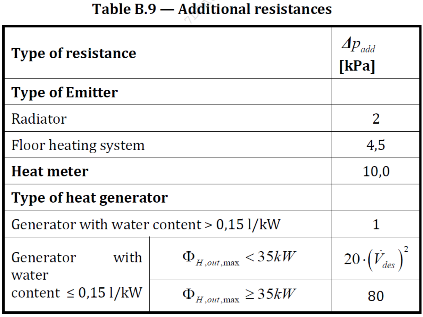 Table B.9 — Additional resistances
Type of resistance
Δp_add
[kPa]
Type of Emitter
Radiator 2
Floor heating system 4,5
Heat meter 10,0
Type of heat generator
Generator with water content > 0,15 l/kW 1
Generator with
water
content ≤ 0,15 l/kW
Φ_H,out,max < 35kW 20·(V̇_des)²
Φ_H,out,max ≥ 35kW 80